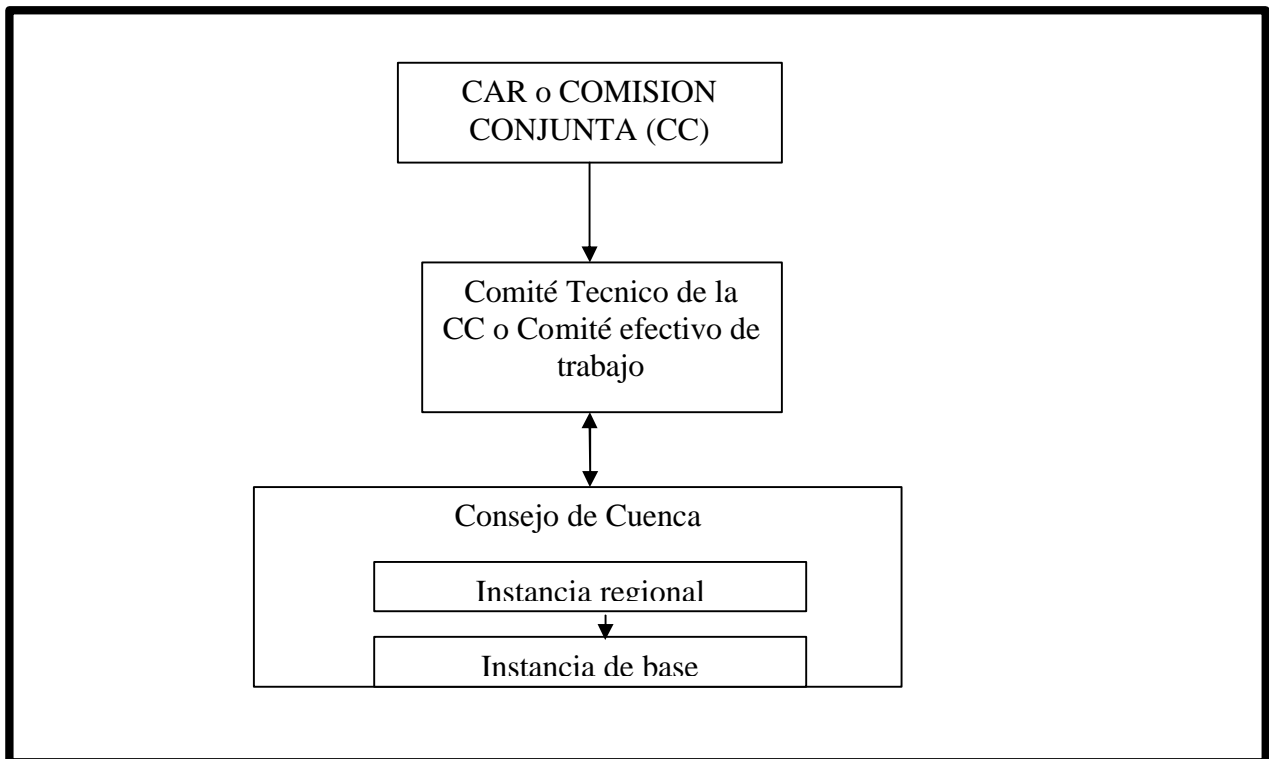 CAR o COMISION
CONJUNTA (CC)
Comité Tecnico de la
CC o Comité efectivo de
trabajo
Consejo de Cuenca
Instancia regional
Instancia de base